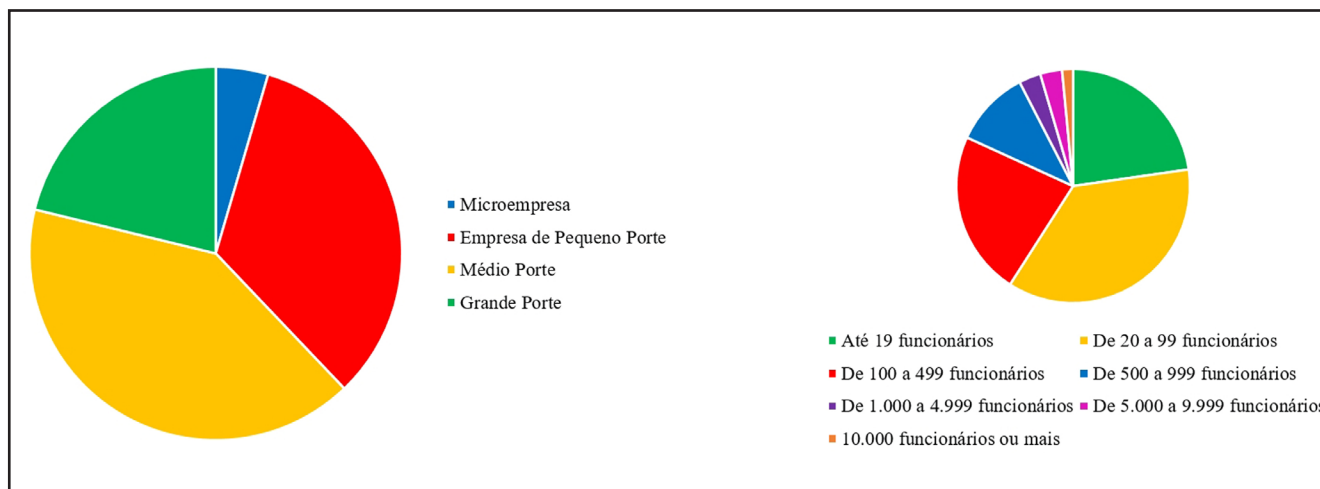 Microempresa
Empresa de Pequeno Porte
Médio Porte
Grande Porte
Até 19 funcionários
De 20 a 99 funcionários
De 100 a 499 funcionários
De 500 a 999 funcionários
De 1.000 a 4.999 funcionários
De 5.000 a 9.999 funcionários
10.000 funcionários ou mais